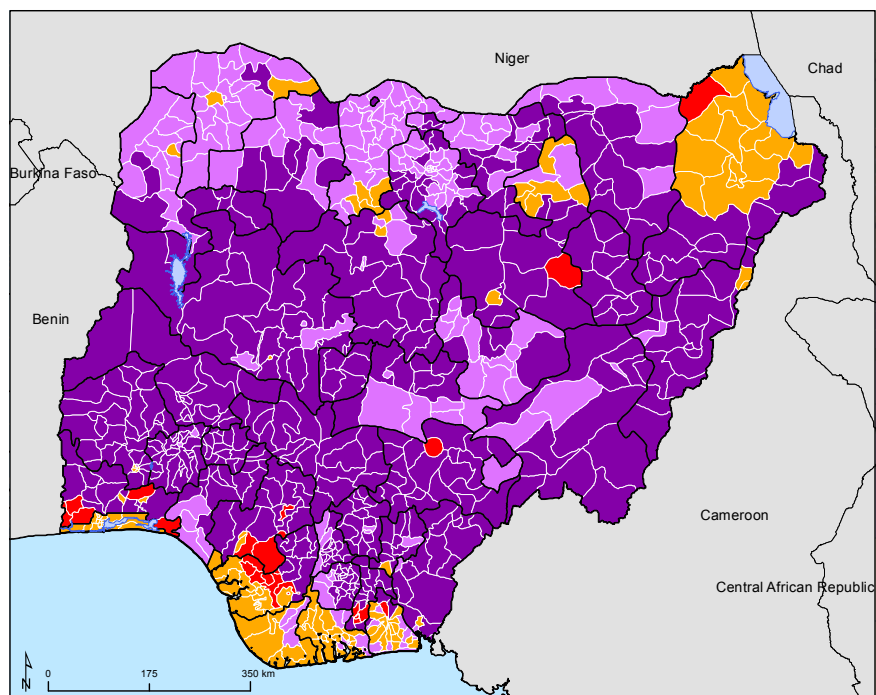 Niger
Chad
Burkina Faso
Benin
Cameroon
Central African Republic
N
0 175 350 km